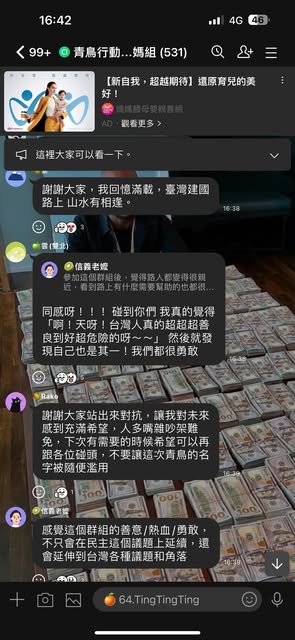 16:42
4G 46
99+
青鳥行動...媽組 (531)
【新自我，超越期待】還原育兒的美
好！
媽媽餵母嬰親善網
AD · 觀看更多 >
這裡大家可以看一下。
謝謝大家，我回憶滿載，臺灣建國
路上 山水有相逢。
16:38
雲(雙北)
信義老嬤
參加這個群組後，覺得路人都變得很親
近，看到路上有什麼需要幫助的也都很...
同感呀！！！ 碰到你們 我真的覺得
「啊！天呀！台灣人真的超超超善
良到好超危險的呀～～」 然後就發
現自己也是其一！我們都很勇敢
16:38
Rako
謝謝大家站出來對抗，讓我對未來
感到充滿希望，人多嘴雜吵架難
免，下次有需要的時候希望可以再
跟各位碰頭，不要讓這次青鳥的名
字被隨便濫用
16:39
信義老嬤
感覺這個群組的善意/熱血/勇敢，
不只會在民主這個議題上延續，還
會延伸到台灣各種議題和角落
16:39
64.TingTingTing